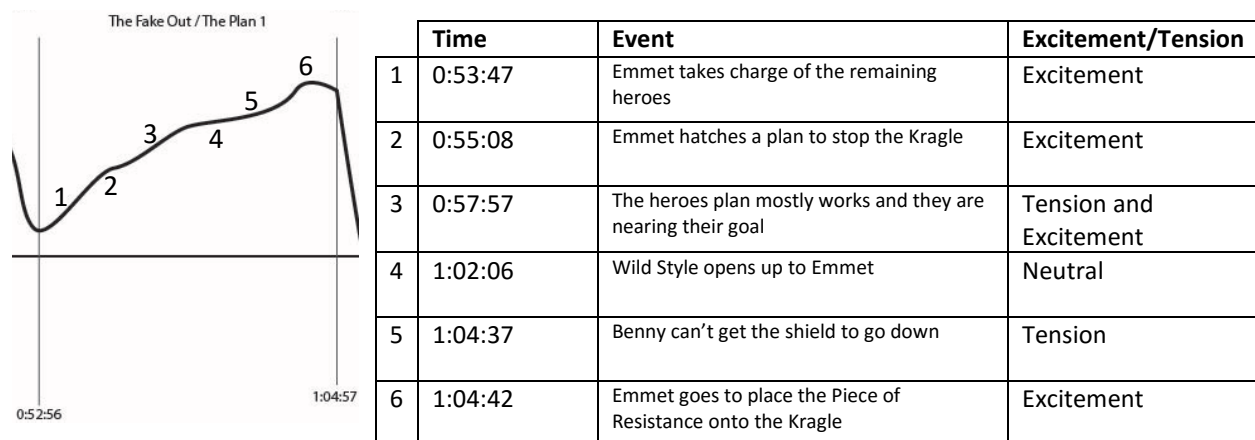 The Fake Out / The Plan 1
6
5
3
4
1
2
0:52:56
1:04:57
Time Event Excitement/Tension
1 0:53:47 Emmet takes charge of the remaining
heroes Excitement
2 0:55:08 Emmet hatches a plan to stop the Kragle Excitement
3 0:57:57 The heroes plan mostly works and they are
nearing their goal Tension and
Excitement
4 1:02:06 Wild Style opens up to Emmet Neutral
5 1:04:37 Benny can’t get the shield to go down Tension
6 1:04:42 Emmet goes to place the Piece of
Resistance onto the Kragle Excitement